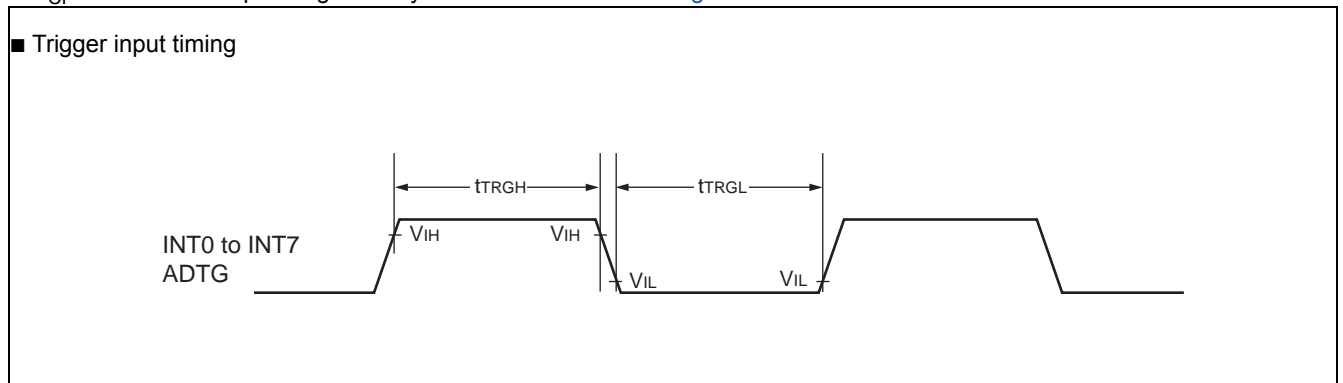 ■ Trigger input timing
tTRGH tTRGL
VIH VIH
INT0 to INT7
ADTG
VIL VIL